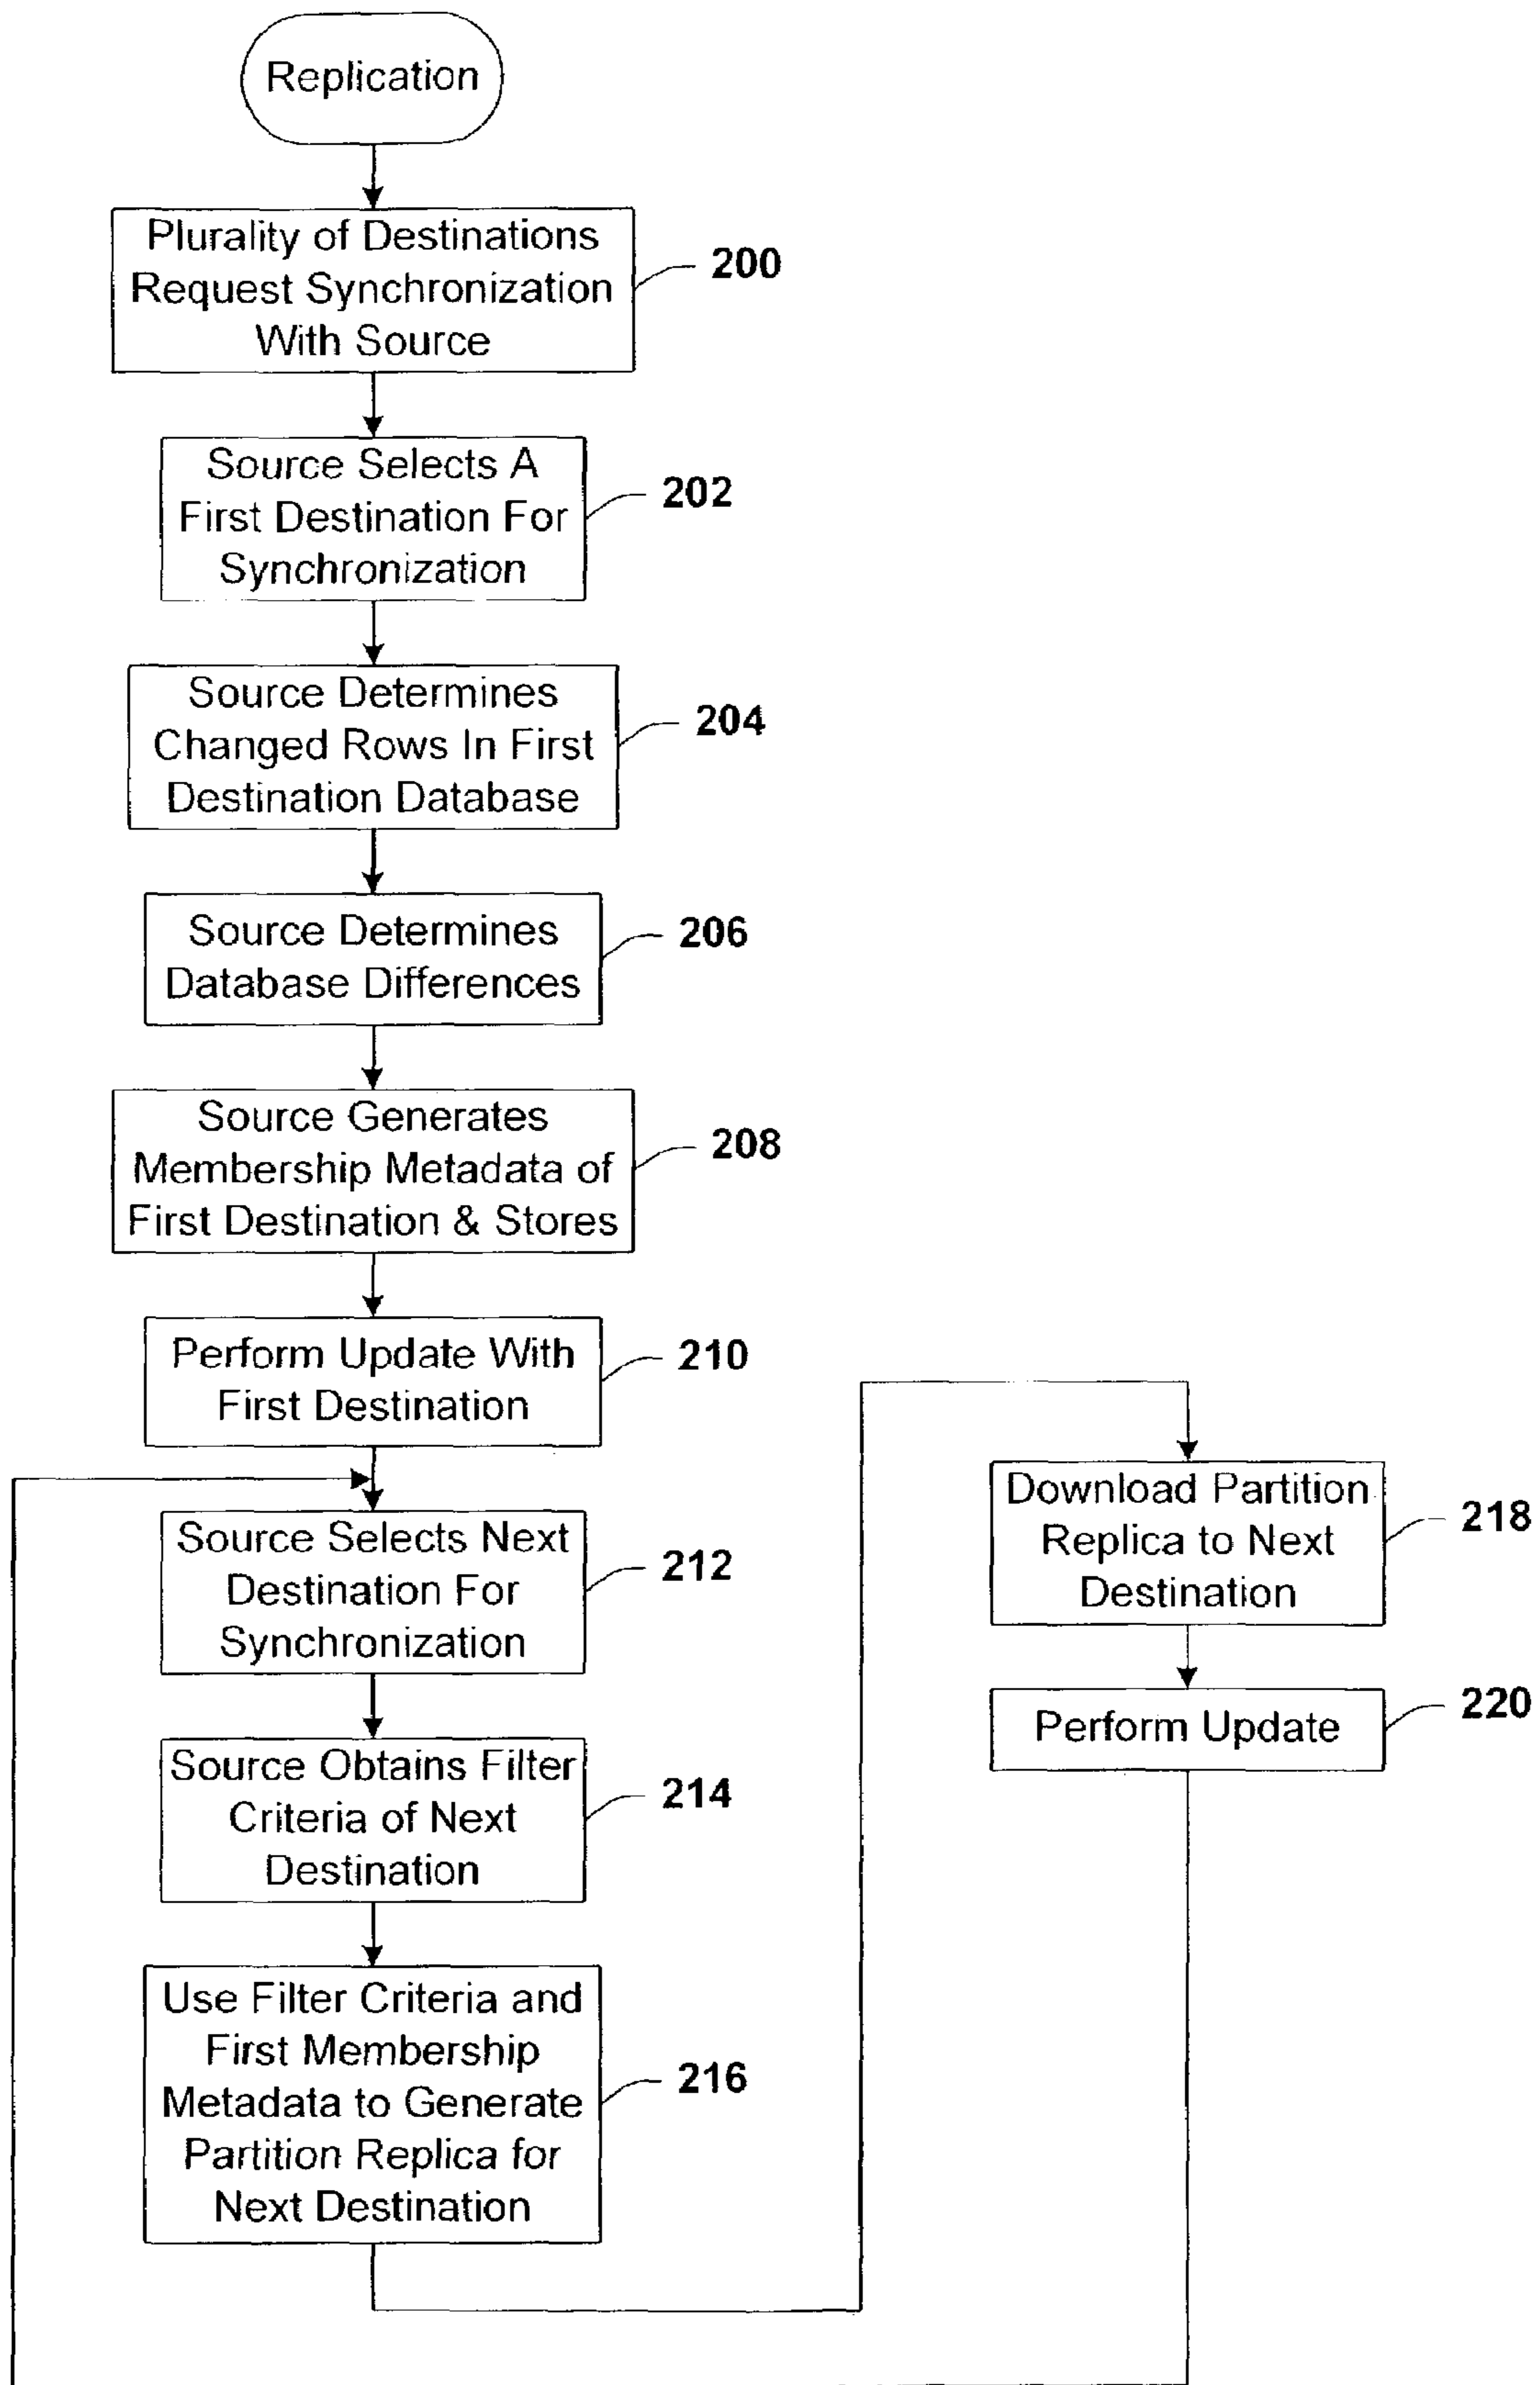 Replication
Plurality of Destinations
Request Synchronization
With Source
200
Source Selects A
First Destination For
Synchronization
202
Source Determines
Changed Rows In First
Destination Database
204
Source Determines
Database Differences
206
Source Generates
Membership Metadata of
First Destination & Stores
208
Perform Update With
First Destination
210
Source Selects Next
Destination For
Synchronization
212
Source Obtains Filter
Criteria of Next
Destination
214
Use Filter Criteria and
First Membership
Metadata to Generate
Partition Replica for
Next Destination
216
Download Partition
Replica to Next
Destination
218
Perform Update
220